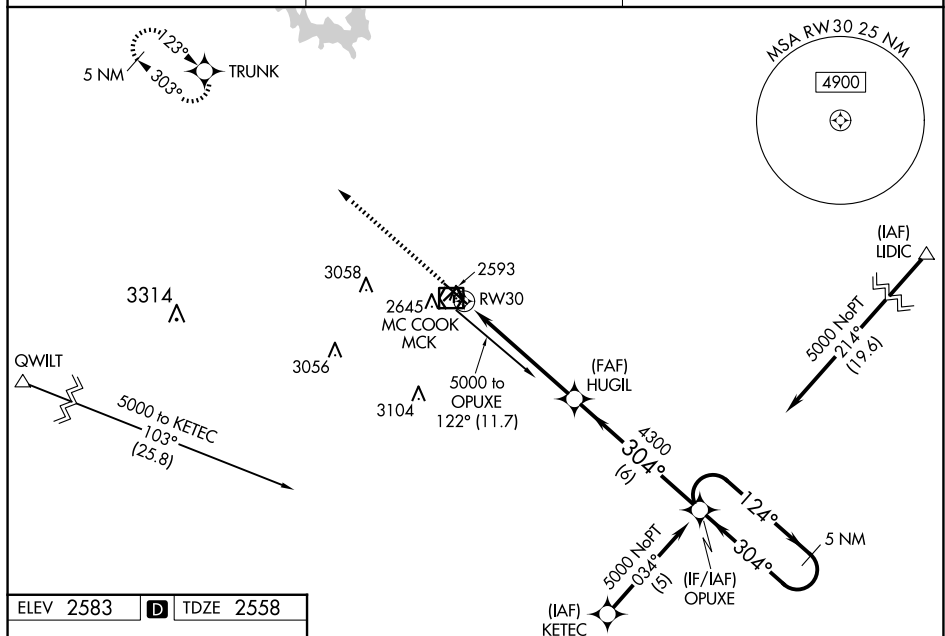 123°
5 NM
303°
TRUNK
MSA RW30 25 NM
4900
(IAF)
LIDIC
5000 NoPT
214°
(19.6)
3314
3058
2593
2645
RW30
MC COOK
MCK
3056
3104
5000 to
OPUXE
122° (11.7)
(FAF)
HUGIL
QWILT
5000 to KETEC
103°
(25.8)
4300
304°
(6)
124°
304°
5 NM
5000 NoPT
034°
(5)
(IF/IAF)
OPUXE
(IAF)
KETEC
ELEV 2583 D TDZE 2558